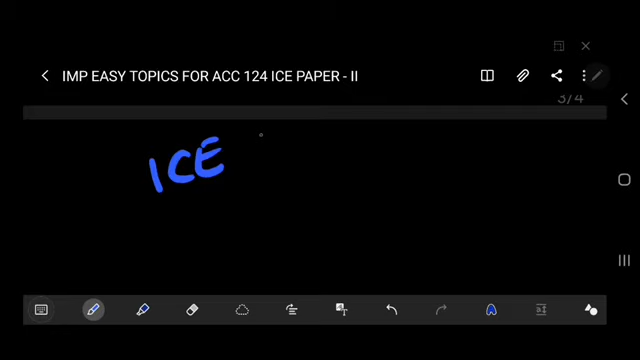 IMP EASY TOPICS FOR ACC 124 ICE PAPER - II
3/4
ICE